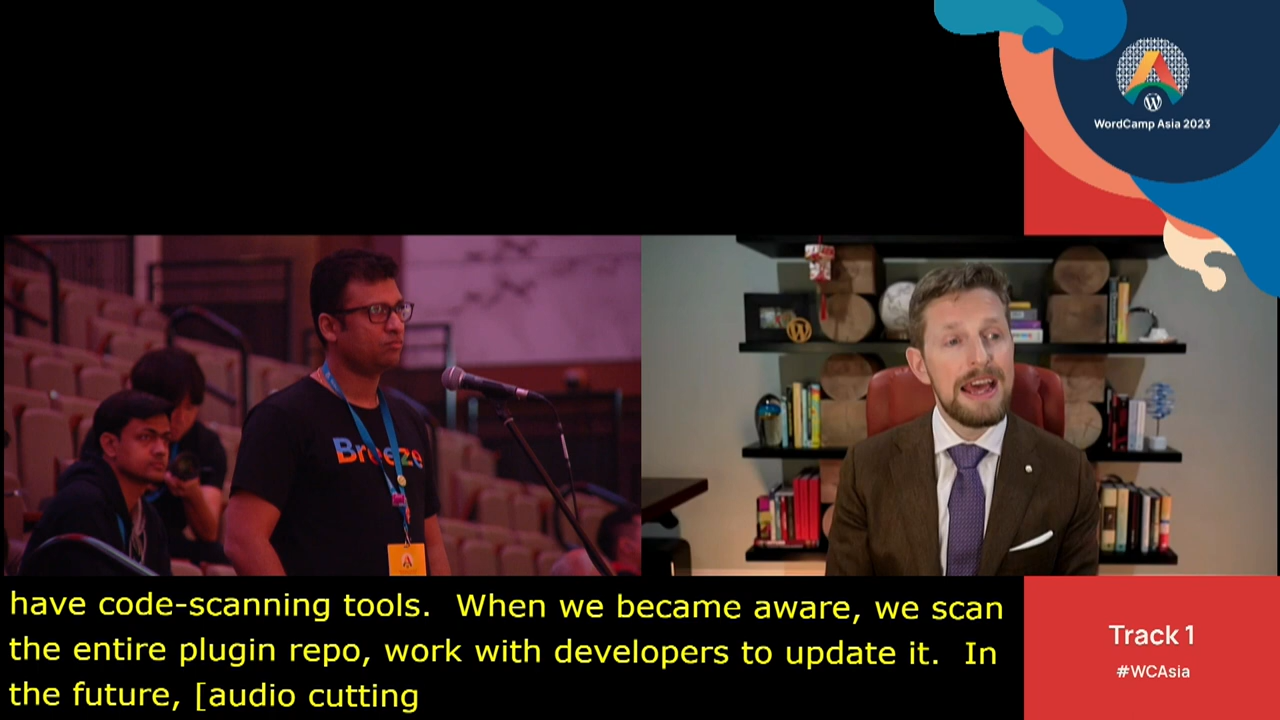 WordCamp Asia 2023
Breeze
have code-scanning tools.  When we became aware, we scan
the entire plugin repo, work with developers to update it.  In
the future, [audio cutting
Track 1
#WCAsia